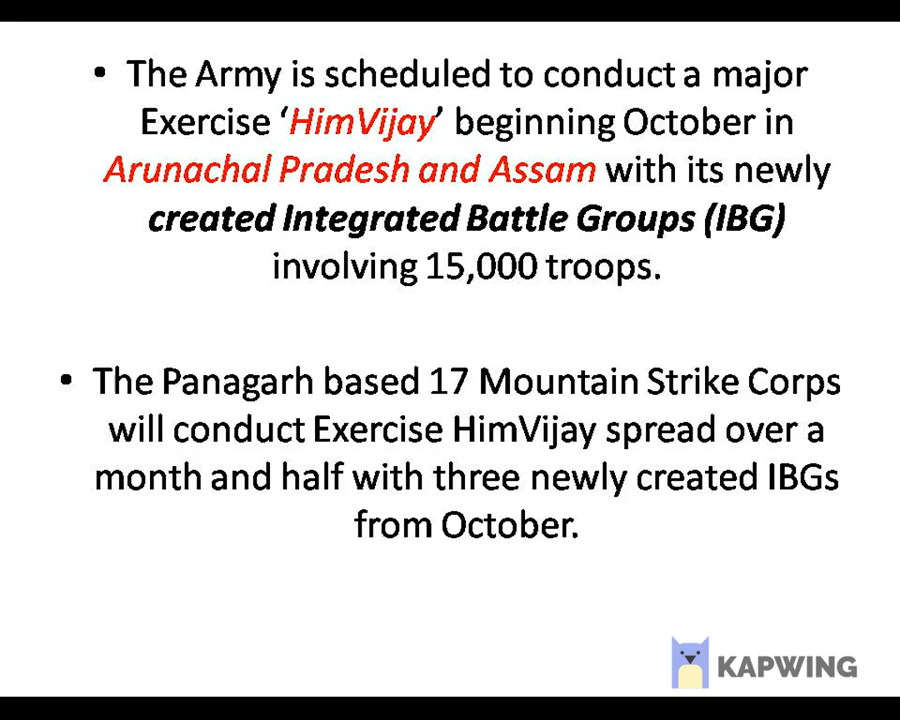 • The Army is scheduled to conduct a major
Exercise ‘HimVijay’ beginning October in
Arunachal Pradesh and Assam with its newly
created Integrated Battle Groups (IBG)
involving 15,000 troops.
• The Panagarh based 17 Mountain Strike Corps
will conduct Exercise HimVijay spread over a
month and half with three newly created IBGs
from October.
KAPWING